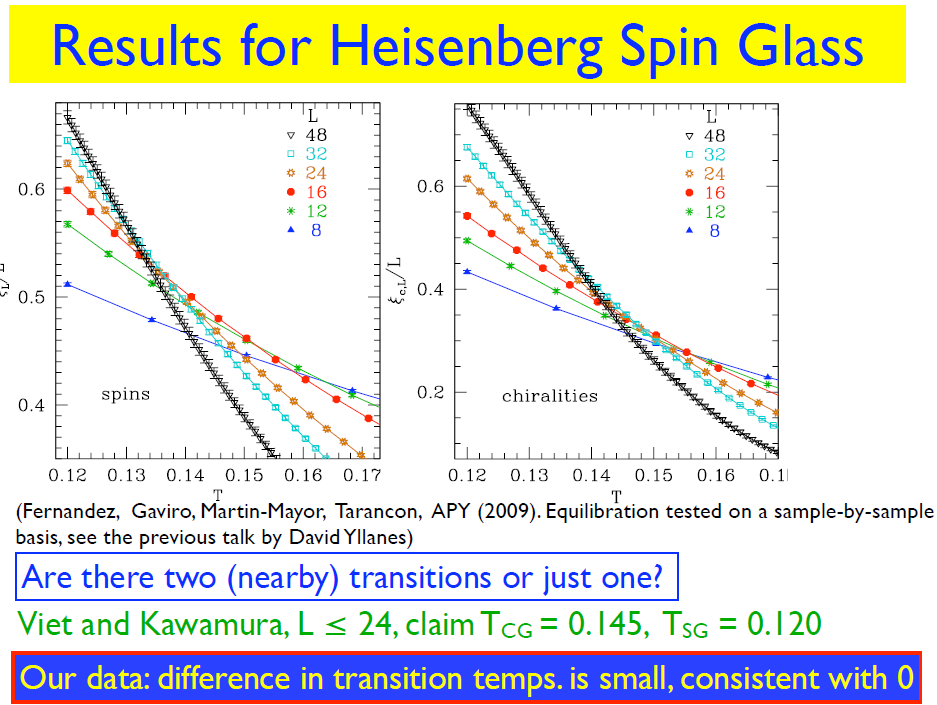 Results for Heisenberg Spin Glass
L
48
32
24
16
12
8
0.6
0.5
0.4
ξL/L
spins
0.12 0.13 0.14 0.15 0.16 0.17
T
L
48
32
24
16
12
8
0.6
0.4
0.2
ξc,L/L
chiralities
0.12 0.13 0.14 0.15 0.16 0.1
T
(Fernandez, Gaviro, Martin-Mayor, Tarancon, APY (2009). Equilibration tested on a sample-by-sample
basis, see the previous talk by David Yllanes)
Are there two (nearby) transitions or just one?
Viet and Kawamura, L ≤ 24, claim TCG = 0.145, TSG = 0.120
Our data: difference in transition temps. is small, consistent with 0